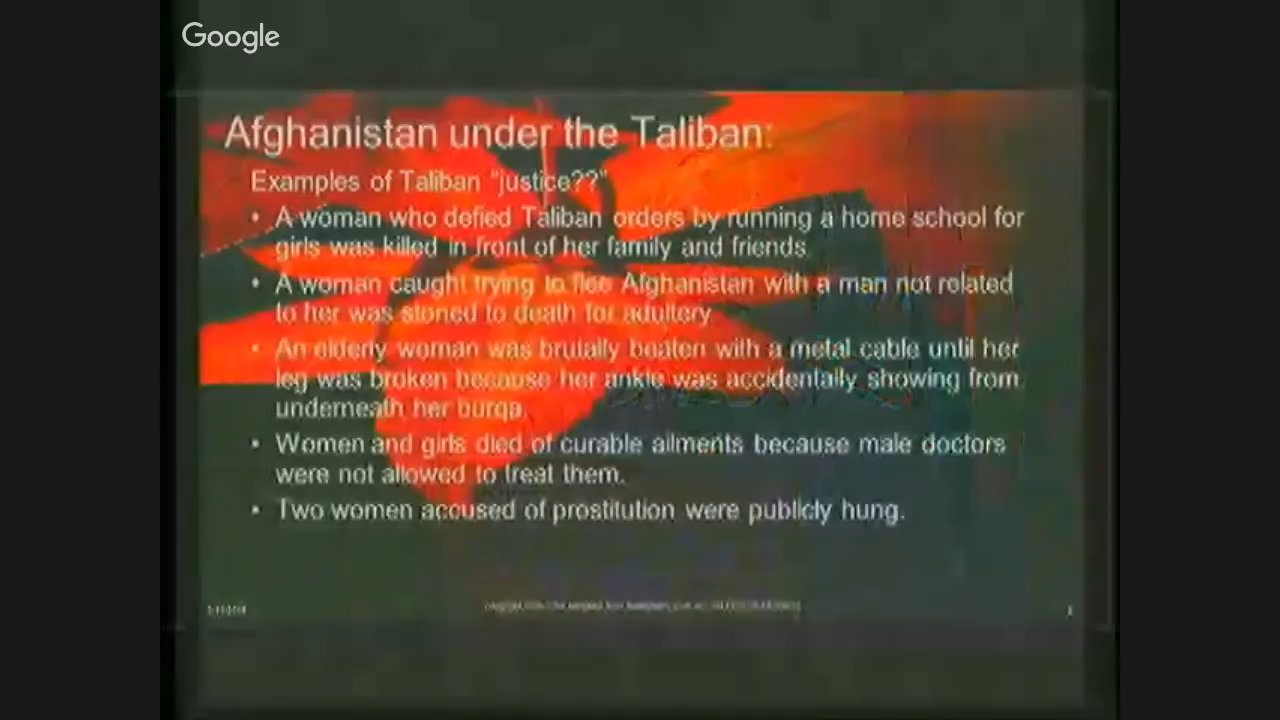 Google
Afghanistan under the Taliban:
Examples of Taliban "justice??"
• A woman who defied Taliban orders by running a home school for
girls was killed in front of her family and friends.
• A woman caught trying to flee Afghanistan with a man not related
to her was stoned to death for adultery.
• An elderly woman was brutally beaten with a metal cable until her
leg was broken because her ankle was accidentally showing from
underneath her burqa.
• Women and girls died of curable ailments because male doctors
were not allowed to treat them.
• Two women accused of prostitution were publicly hung.